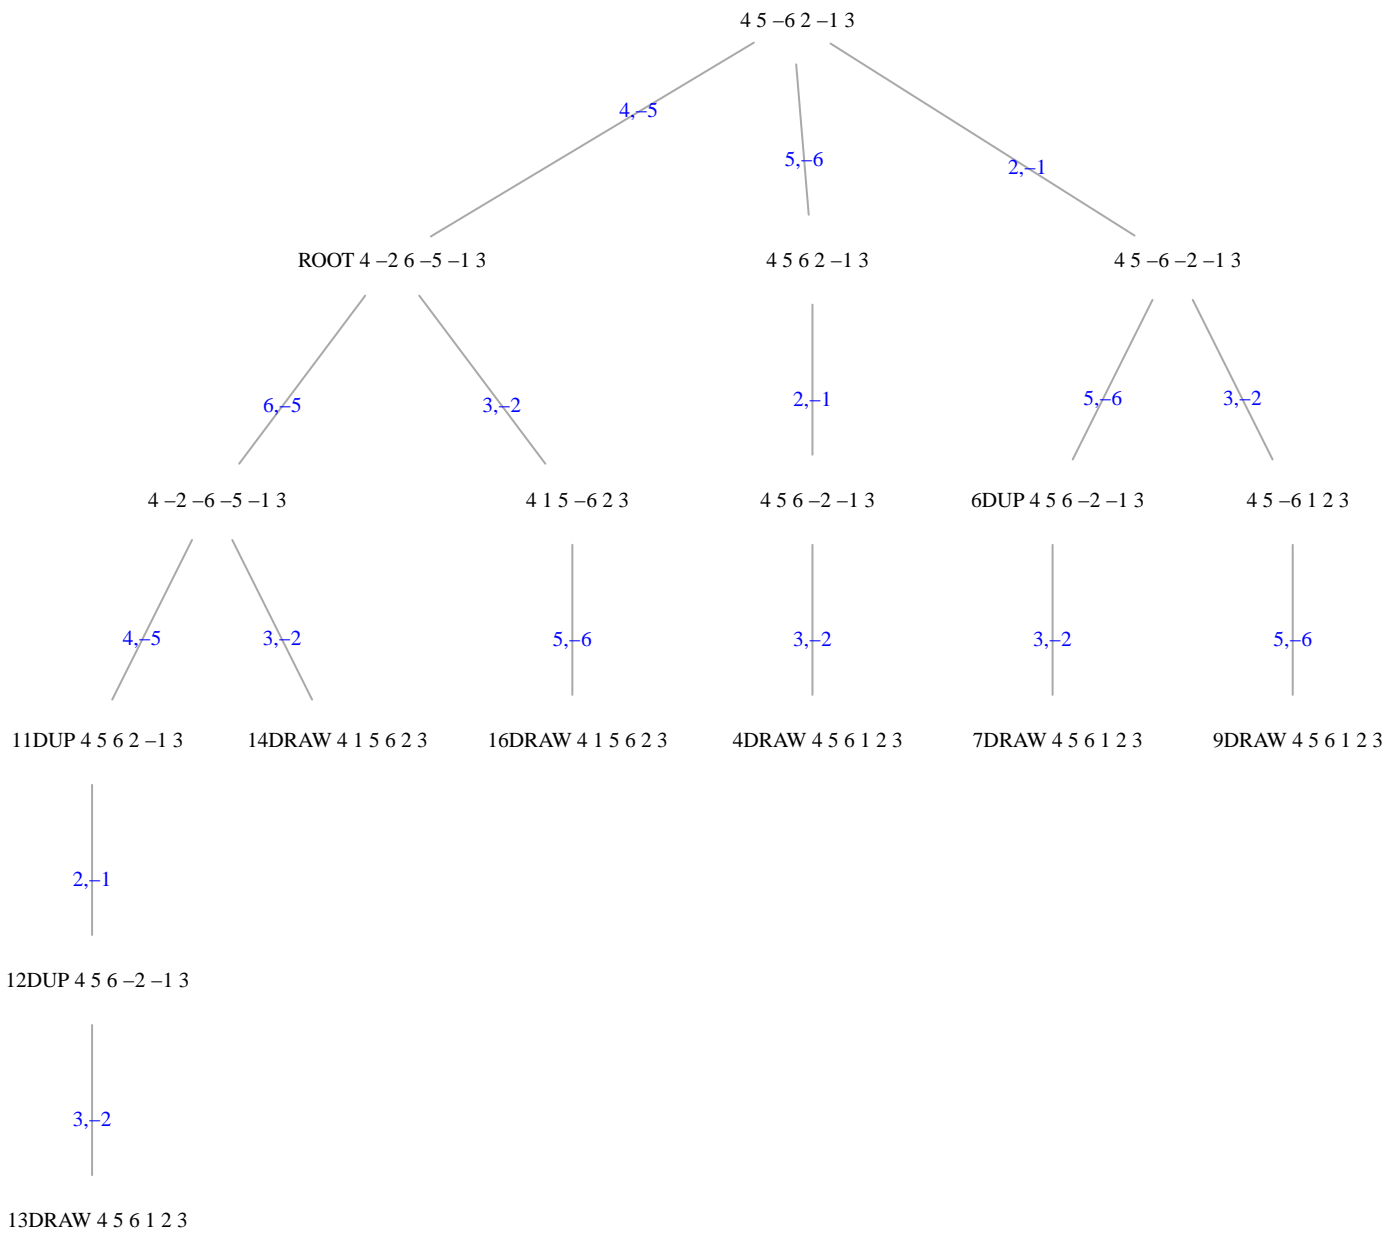 4 5 –6 2 –1 3
4,–5
5,–6
2,–1
ROOT 4 –2 6 –5 –1 3
4 5 6 2 –1 3
4 5 –6 –2 –1 3
6,–5
3,–2
2,–1
5,–6
3,–2
4 –2 –6 –5 –1 3
4 1 5 –6 2 3
4 5 6 –2 –1 3
6DUP 4 5 6 –2 –1 3
4 5 –6 1 2 3
4,–5
3,–2
5,–6
3,–2
3,–2
5,–6
11DUP 4 5 6 2 –1 3
14DRAW 4 1 5 6 2 3
16DRAW 4 1 5 6 2 3
4DRAW 4 5 6 1 2 3
7DRAW 4 5 6 1 2 3
9DRAW 4 5 6 1 2 3
2,–1
12DUP 4 5 6 –2 –1 3
3,–2
13DRAW 4 5 6 1 2 3